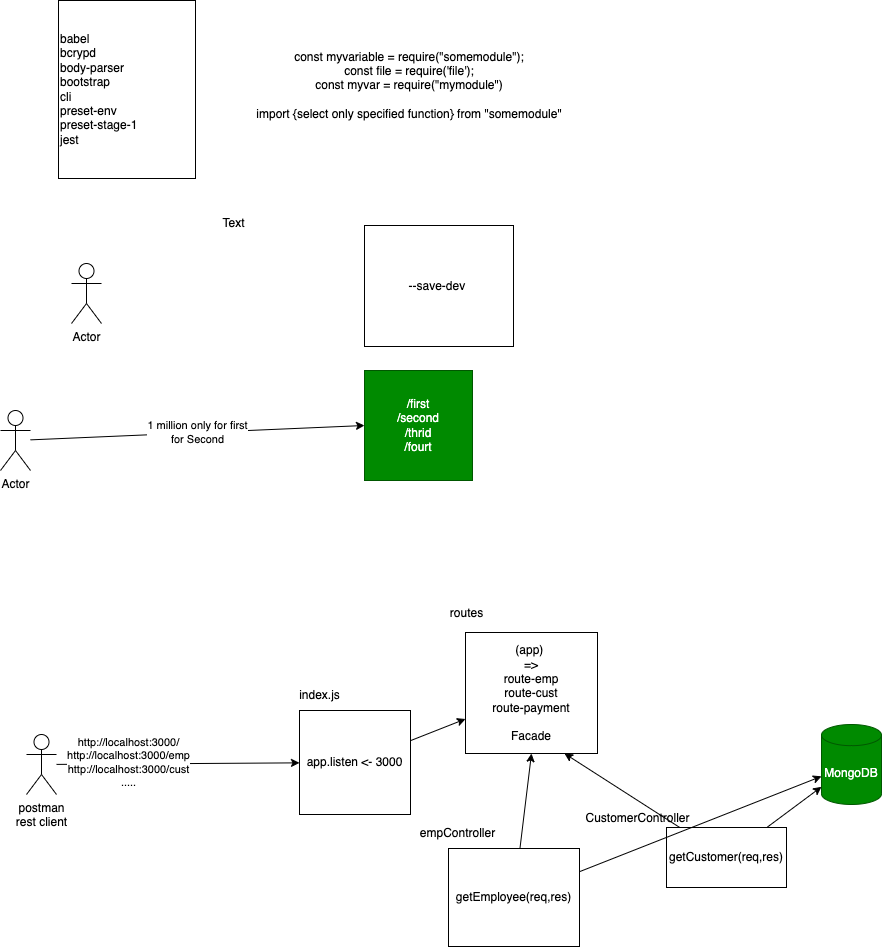 babel
bcrypd
body-parser
bootstrap
cli
preset-env
preset-stage-1
jest
const myvariable = require("somemodule");
const file = require('file');
const myvar = require("mymodule")
import {select only specified function} from "somemodule"
Text
--save-dev
Actor
/first
/second
/thrid
/fourt
1 million only for first
for Second
Actor
routes
(app)
=>
route-emp
route-cust
route-payment
Facade
index.js
app.listen <- 3000
http://localhost:3000/
http://localhost:3000/emp
http://localhost:3000/cust
.....
postman
rest client
MongoDB
CustomerController
getCustomer(req,res)
empController
getEmployee(req,res)